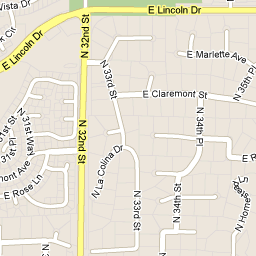 Vista Dr
E Lincoln Dr
N 32nd St
E Lincoln Dr
E Marlette Ave
N 33rd St
N 35th Pl
E Claremont St
N 31st Way
N 32nd St
N 34th Pl
N La Colina Dr
E Rose Ln
N 33rd St
N 34th St